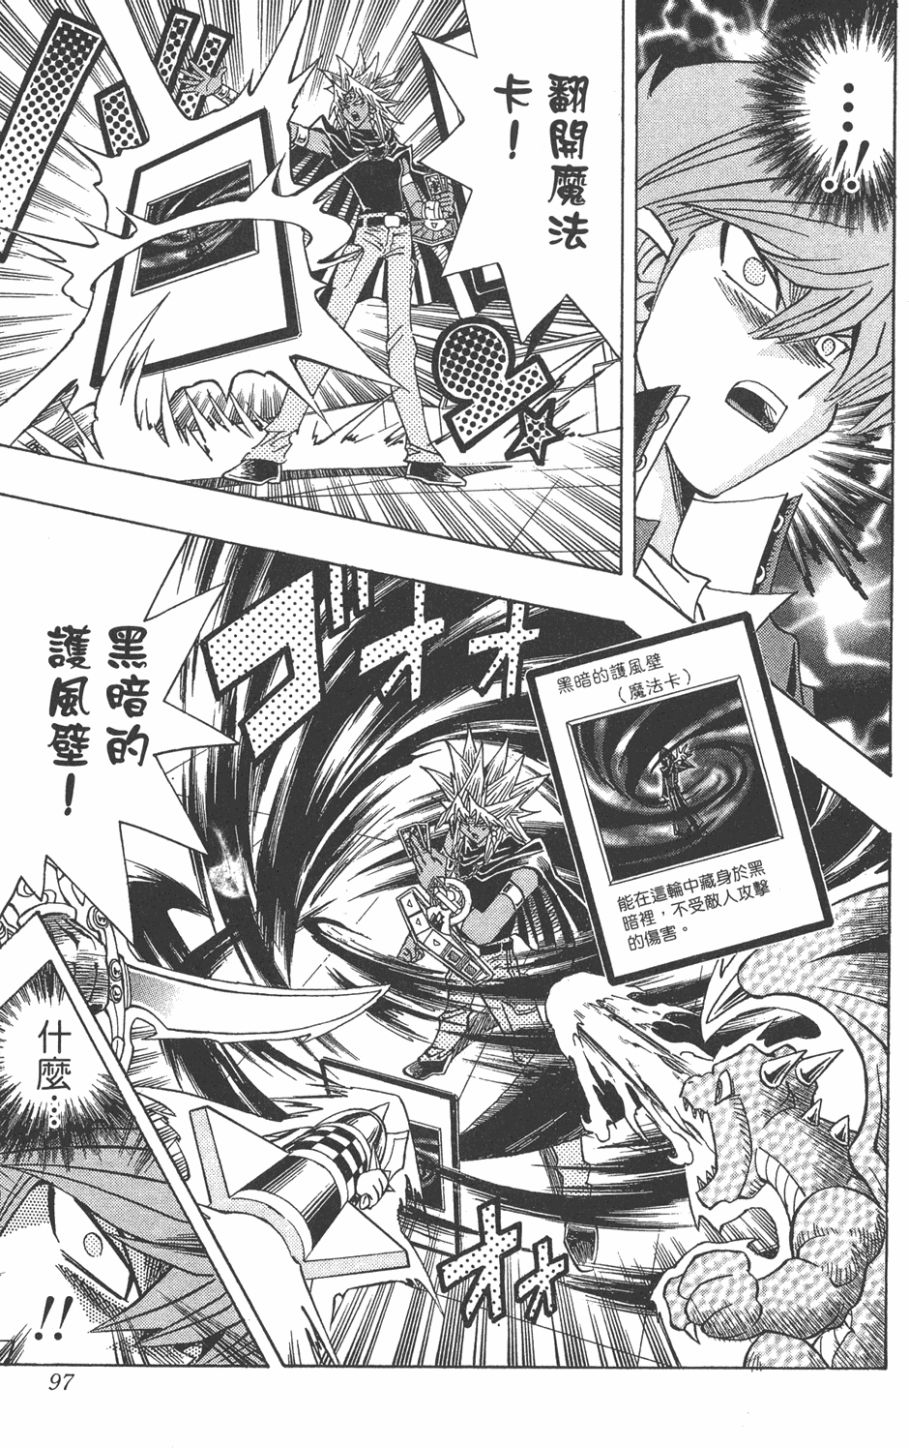 …!!
翻開魔法
卡！
黑暗的護風壁
（魔法卡）
能在這輪中藏身於黑
暗裡，不受敵人攻擊
的傷害。
ゴオオ
黑暗的
護風壁！
オオ
什麼…
!!
97